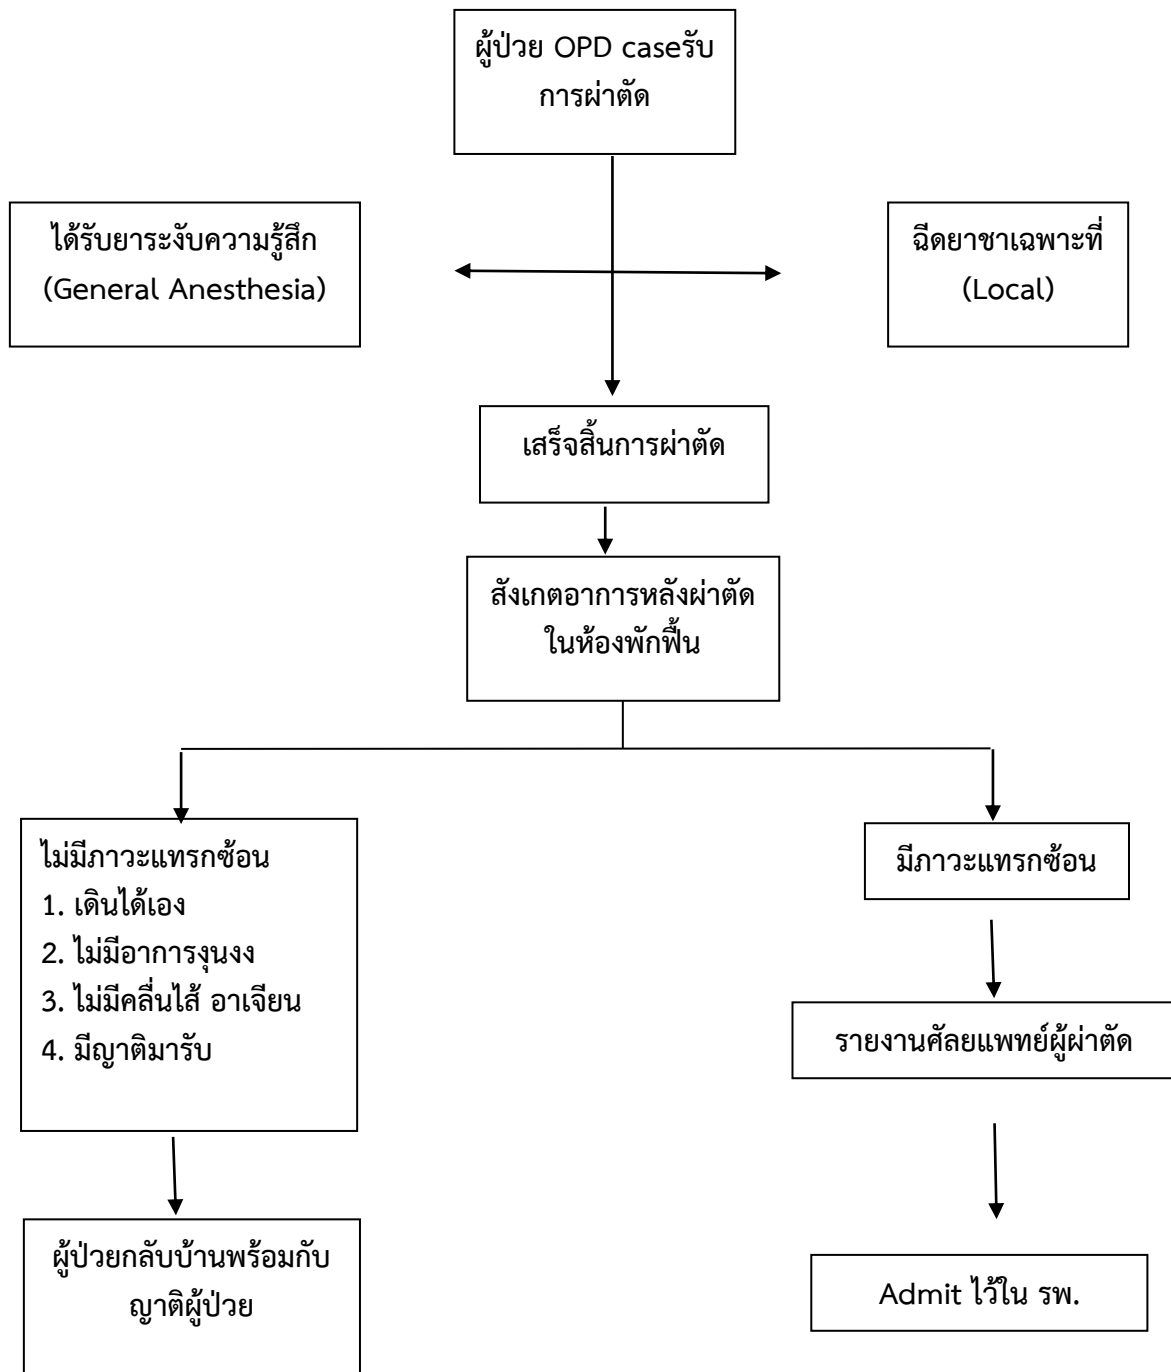 ผู้ป่วย OPD caseรับ
การผ่าตัด
ได้รับยาระงับความรู้สึก
(General Anesthesia)
ฉีดยาชาเฉพาะที่
(Local)
เสร็จสิ้นการผ่าตัด
สังเกตอาการหลังผ่าตัด
ในห้องพักฟื้น
ไม่มีภาวะแทรกซ้อน
1. เดินได้เอง
2. ไม่มีอาการงุนงง
3. ไม่มีคลื่นไส้ อาเจียน
4. มีญาติมารับ
มีภาวะแทรกซ้อน
รายงานศัลยแพทย์ผู้ผ่าตัด
ผู้ป่วยกลับบ้านพร้อมกับ
ญาติผู้ป่วย
Admit ไว้ใน รพ.